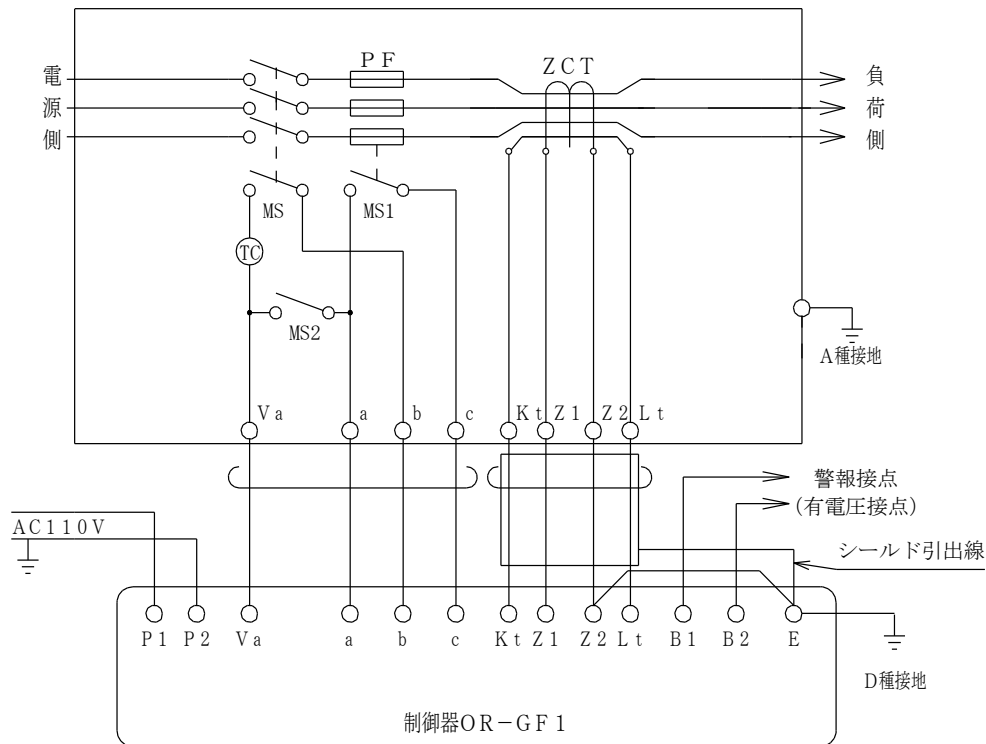 PF
ZCT
電源側
負荷側
MS
MS1
TC
MS2
A種接地
Va
a
b
c
Kt
Z1
Z2
Lt
警報接点
(有電圧接点)
AC110V
シールド引出線
P1
P2
Va
a
b
c
Kt
Z1
Z2
Lt
B1
B2
E
D種接地
制御器OR−GF1